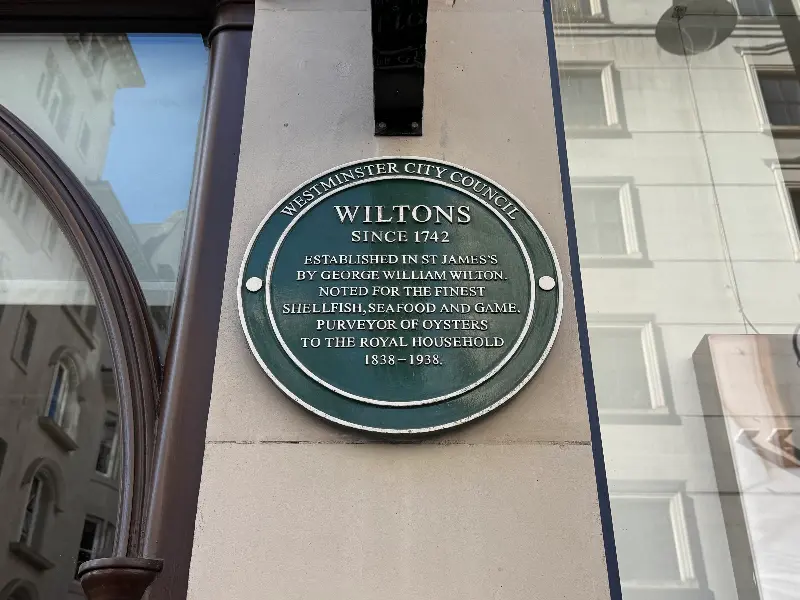 WESTMINSTER CITY COUNCIL
WILTONS
SINCE 1742
ESTABLISHED IN ST JAMES'S
BY GEORGE WILLIAM WILTON.
NOTED FOR THE FINEST
SHELLFISH, SEAFOOD AND GAME.
PURVEYOR OF OYSTERS
TO THE ROYAL HOUSEHOLD
1838–1938.